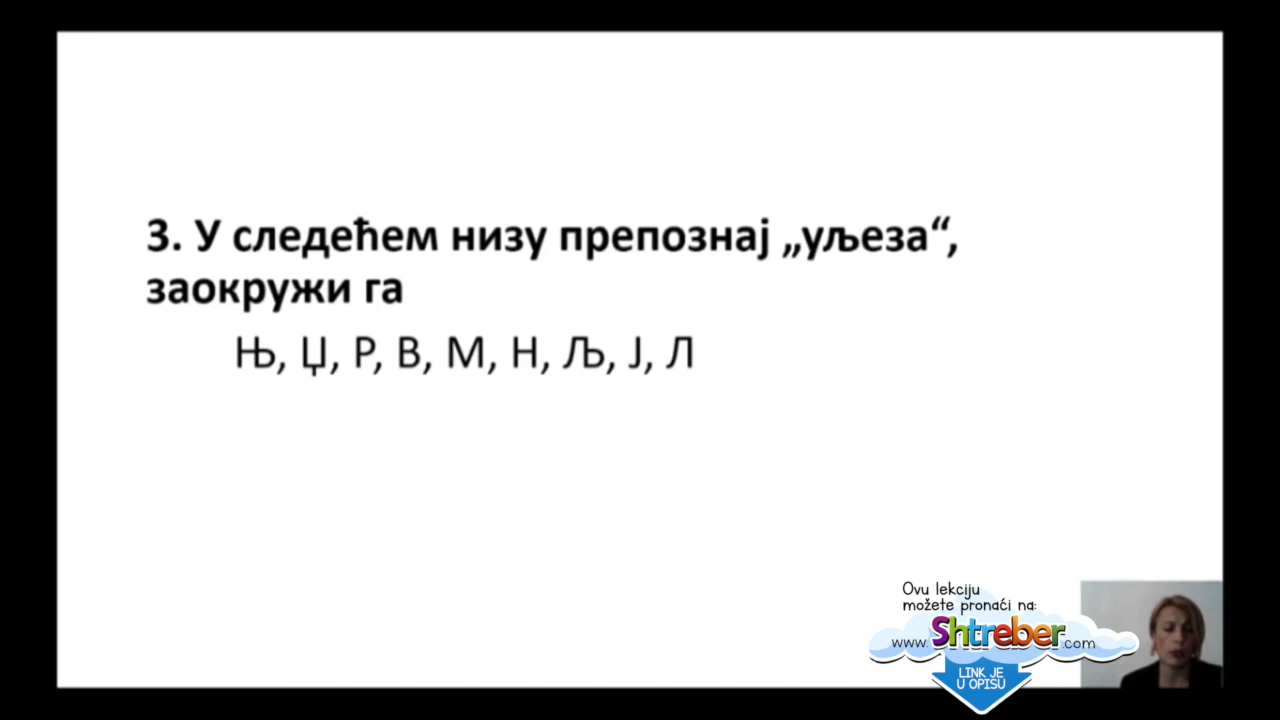 3. У следећем низу препознај „уљеза“,
заокружи га
Њ, Џ, Р, В, М, Н, Љ, Ј, Л
Ovu lekciju
možete pronaći na:
www.Shtreber.com
LINK JE
U OPISU